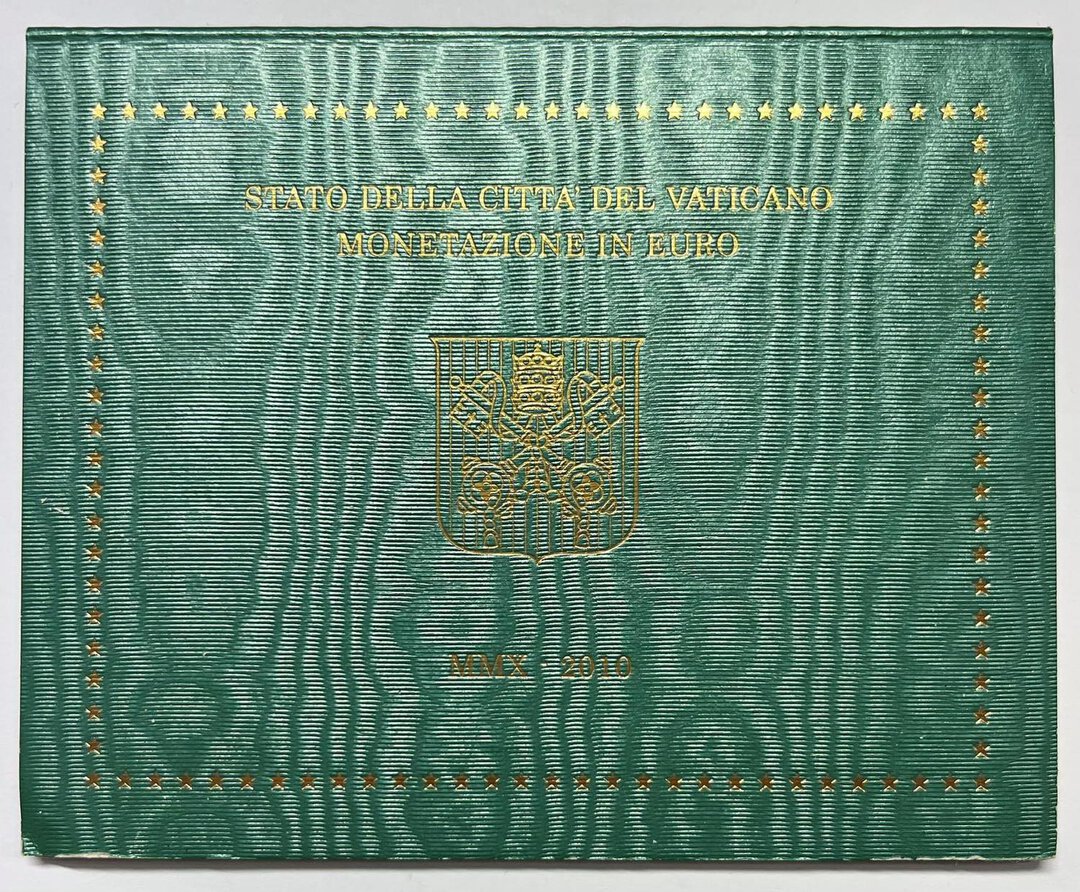 STATO DELLA CITTA' DEL VATICANO
MONETAZIONE IN EURO
MMX - 2010